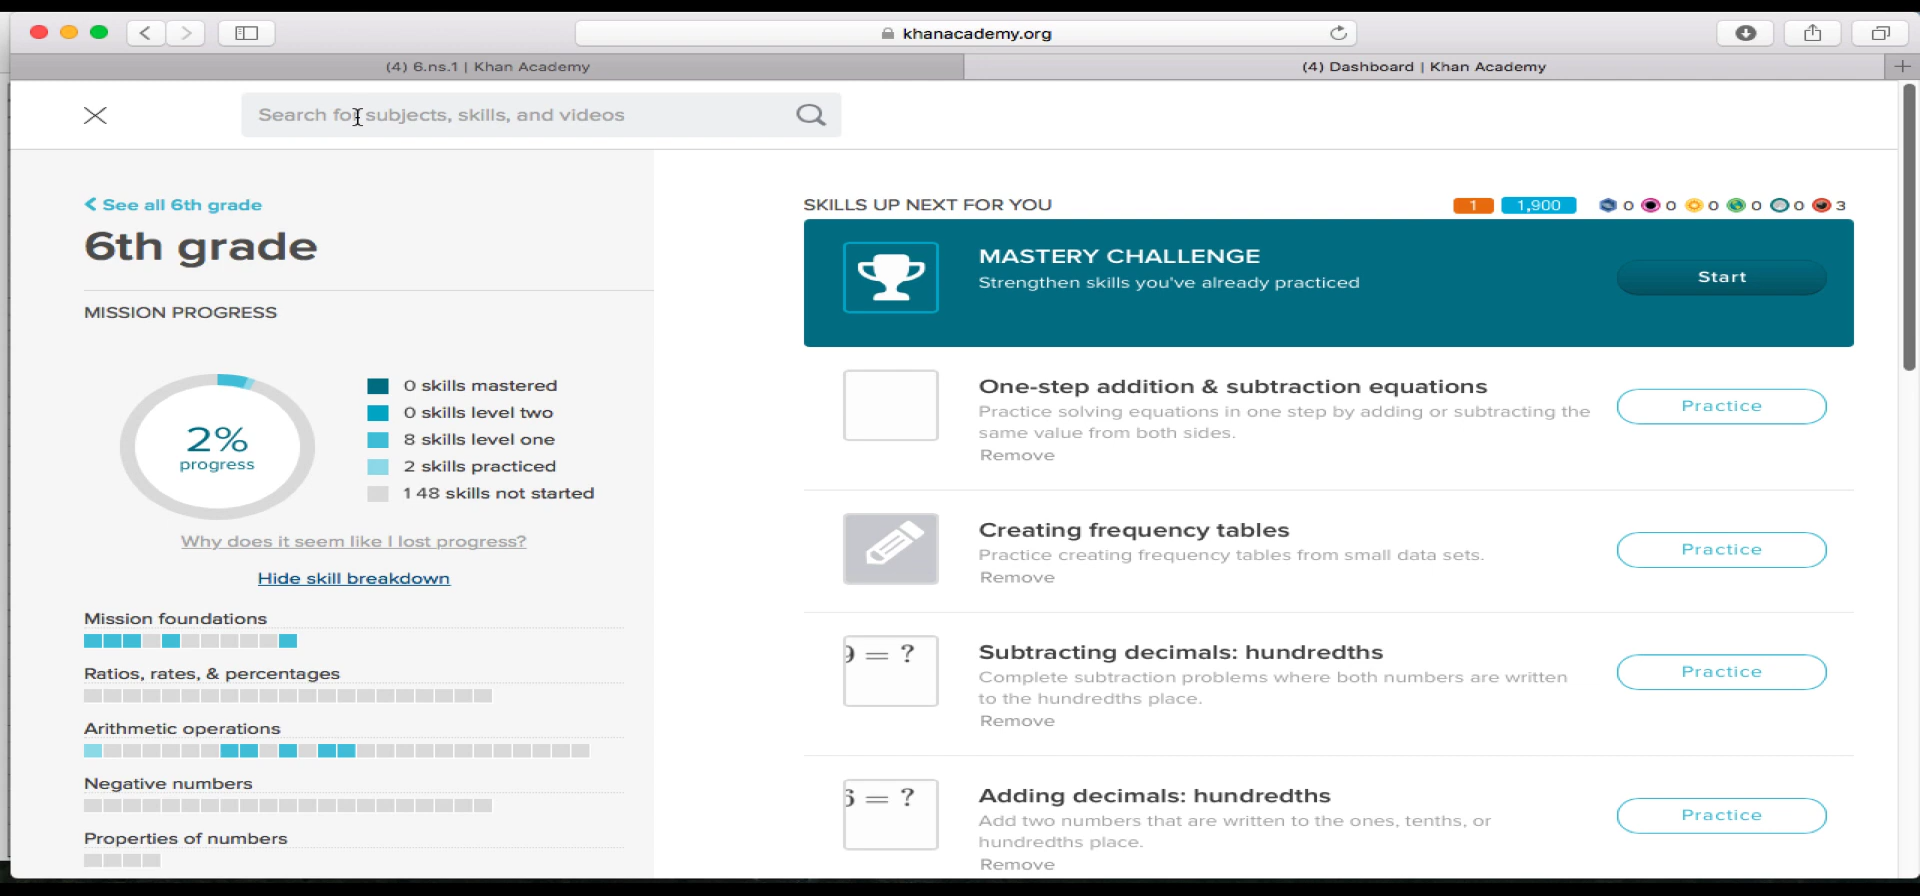 khanacademy.org
(4) 6.ns.1 | Khan Academy
(4) Dashboard | Khan Academy
Search for subjects, skills, and videos
See all 6th grade
6th grade
MISSION PROGRESS
2%
progress
0 skills mastered
0 skills level two
8 skills level one
2 skills practiced
148 skills not started
Why does it seem like I lost progress?
Hide skill breakdown
Mission foundations
Ratios, rates, & percentages
Arithmetic operations
Negative numbers
Properties of numbers
SKILLS UP NEXT FOR YOU
1 1,900 0 0 0 0 0 3
MASTERY CHALLENGE
Strengthen skills you've already practiced
Start
One-step addition & subtraction equations
Practice solving equations in one step by adding or subtracting the
same value from both sides.
Remove
Practice
Creating frequency tables
Practice creating frequency tables from small data sets.
Remove
Practice
9 = ?
Subtracting decimals: hundredths
Complete subtraction problems where both numbers are written
to the hundredths place.
Remove
Practice
6 = ?
Adding decimals: hundredths
Add two numbers that are written to the ones, tenths, or
hundredths place.
Remove
Practice